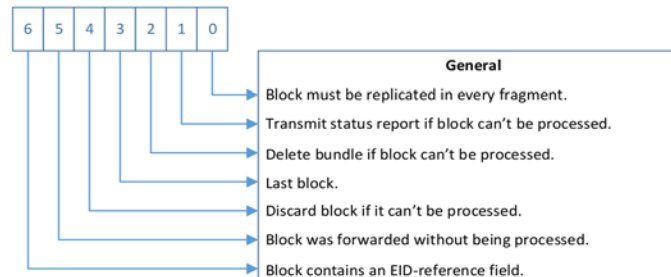 6 5 4 3 2 1 0
General
Block must be replicated in every fragment.
Transmit status report if block can't be processed.
Delete bundle if block can't be processed.
Last block.
Discard block if it can't be processed.
Block was forwarded without being processed.
Block contains an EID-reference field.